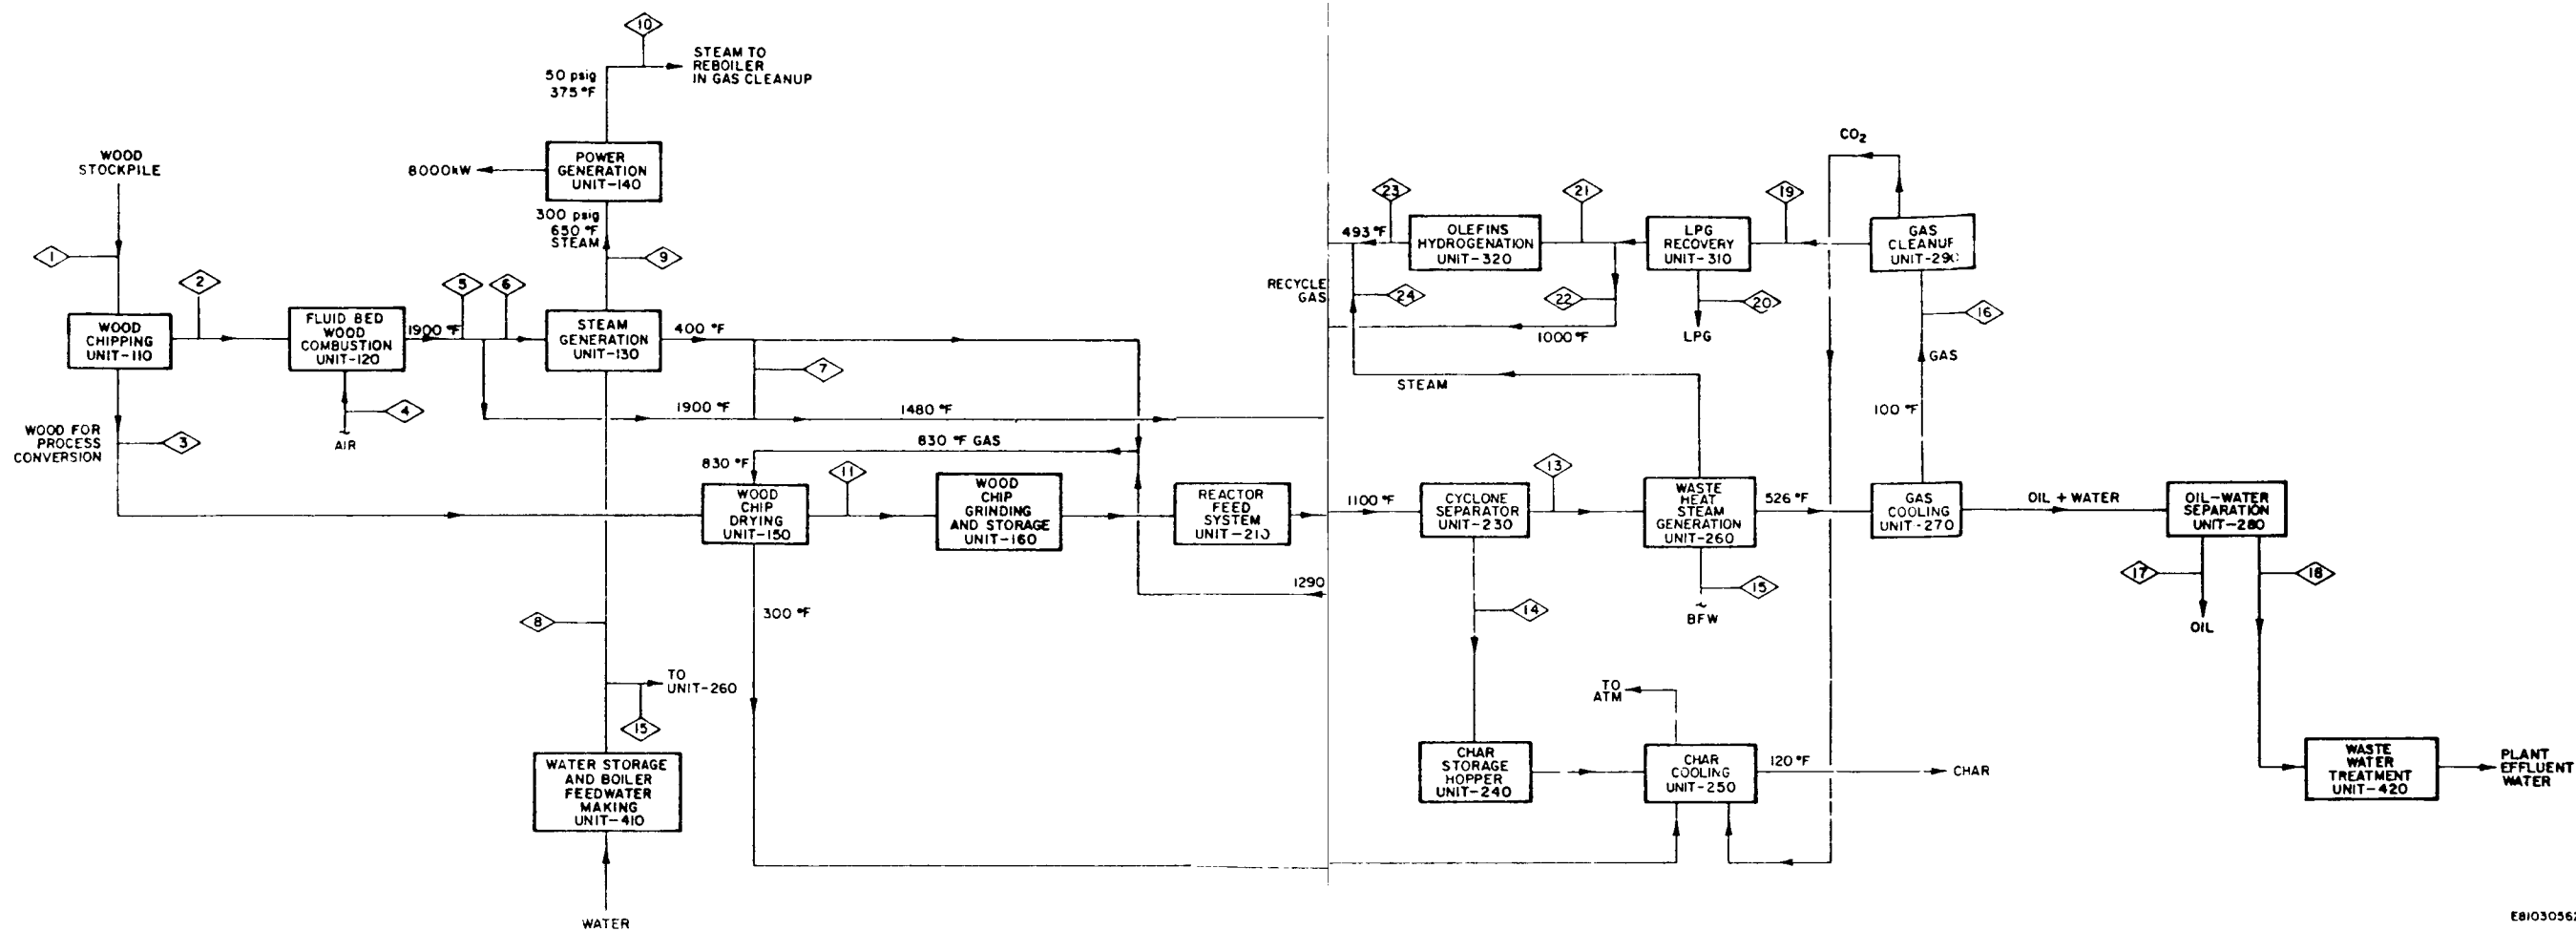 10
STEAM TO
REBOILER
IN GAS CLEANUP
50 psig
375 °F
WOOD
STOCKPILE
8000kW
POWER
GENERATION
UNIT-140
300 psig
650 °F
STEAM
1
2
5
6
9
WOOD
CHIPPING
UNIT-110
FLUID BED
WOOD
COMBUSTION
UNIT-120
1900 °F
STEAM
GENERATION
UNIT-130
400 °F
7
4
AIR
3
WOOD FOR
PROCESS
CONVERSION
1900 °F
1480 °F
830 °F GAS
830 °F
11
WOOD
CHIP
DRYING
UNIT-150
WOOD
CHIP
GRINDING
AND STORAGE
UNIT-160
REACTOR
FEED
SYSTEM
UNIT-210
1290
300 °F
8
TO
UNIT-260
15
WATER STORAGE
AND BOILER
FEEDWATER
MAKING
UNIT-410
WATER
CO2
23
21
19
493 °F
OLEFINS
HYDROGENATION
UNIT-320
LPG
RECOVERY
UNIT-310
GAS
CLEANUP
UNIT-290
RECYCLE
GAS
24
22
20
16
1000 °F
LPG
GAS
STEAM
100 °F
13
1100 °F
CYCLONE
SEPARATOR
UNIT-230
WASTE
HEAT
STEAM
GENERATION
UNIT-260
526 °F
GAS
COOLING
UNIT-270
OIL + WATER
OIL-WATER
SEPARATION
UNIT-280
14
15
BFW
17
18
OIL
TO
ATM
CHAR
STORAGE
HOPPER
UNIT-240
CHAR
COOLING
UNIT-250
120 °F
CHAR
WASTE
WATER
TREATMENT
UNIT-420
PLANT
EFFLUENT
WATER